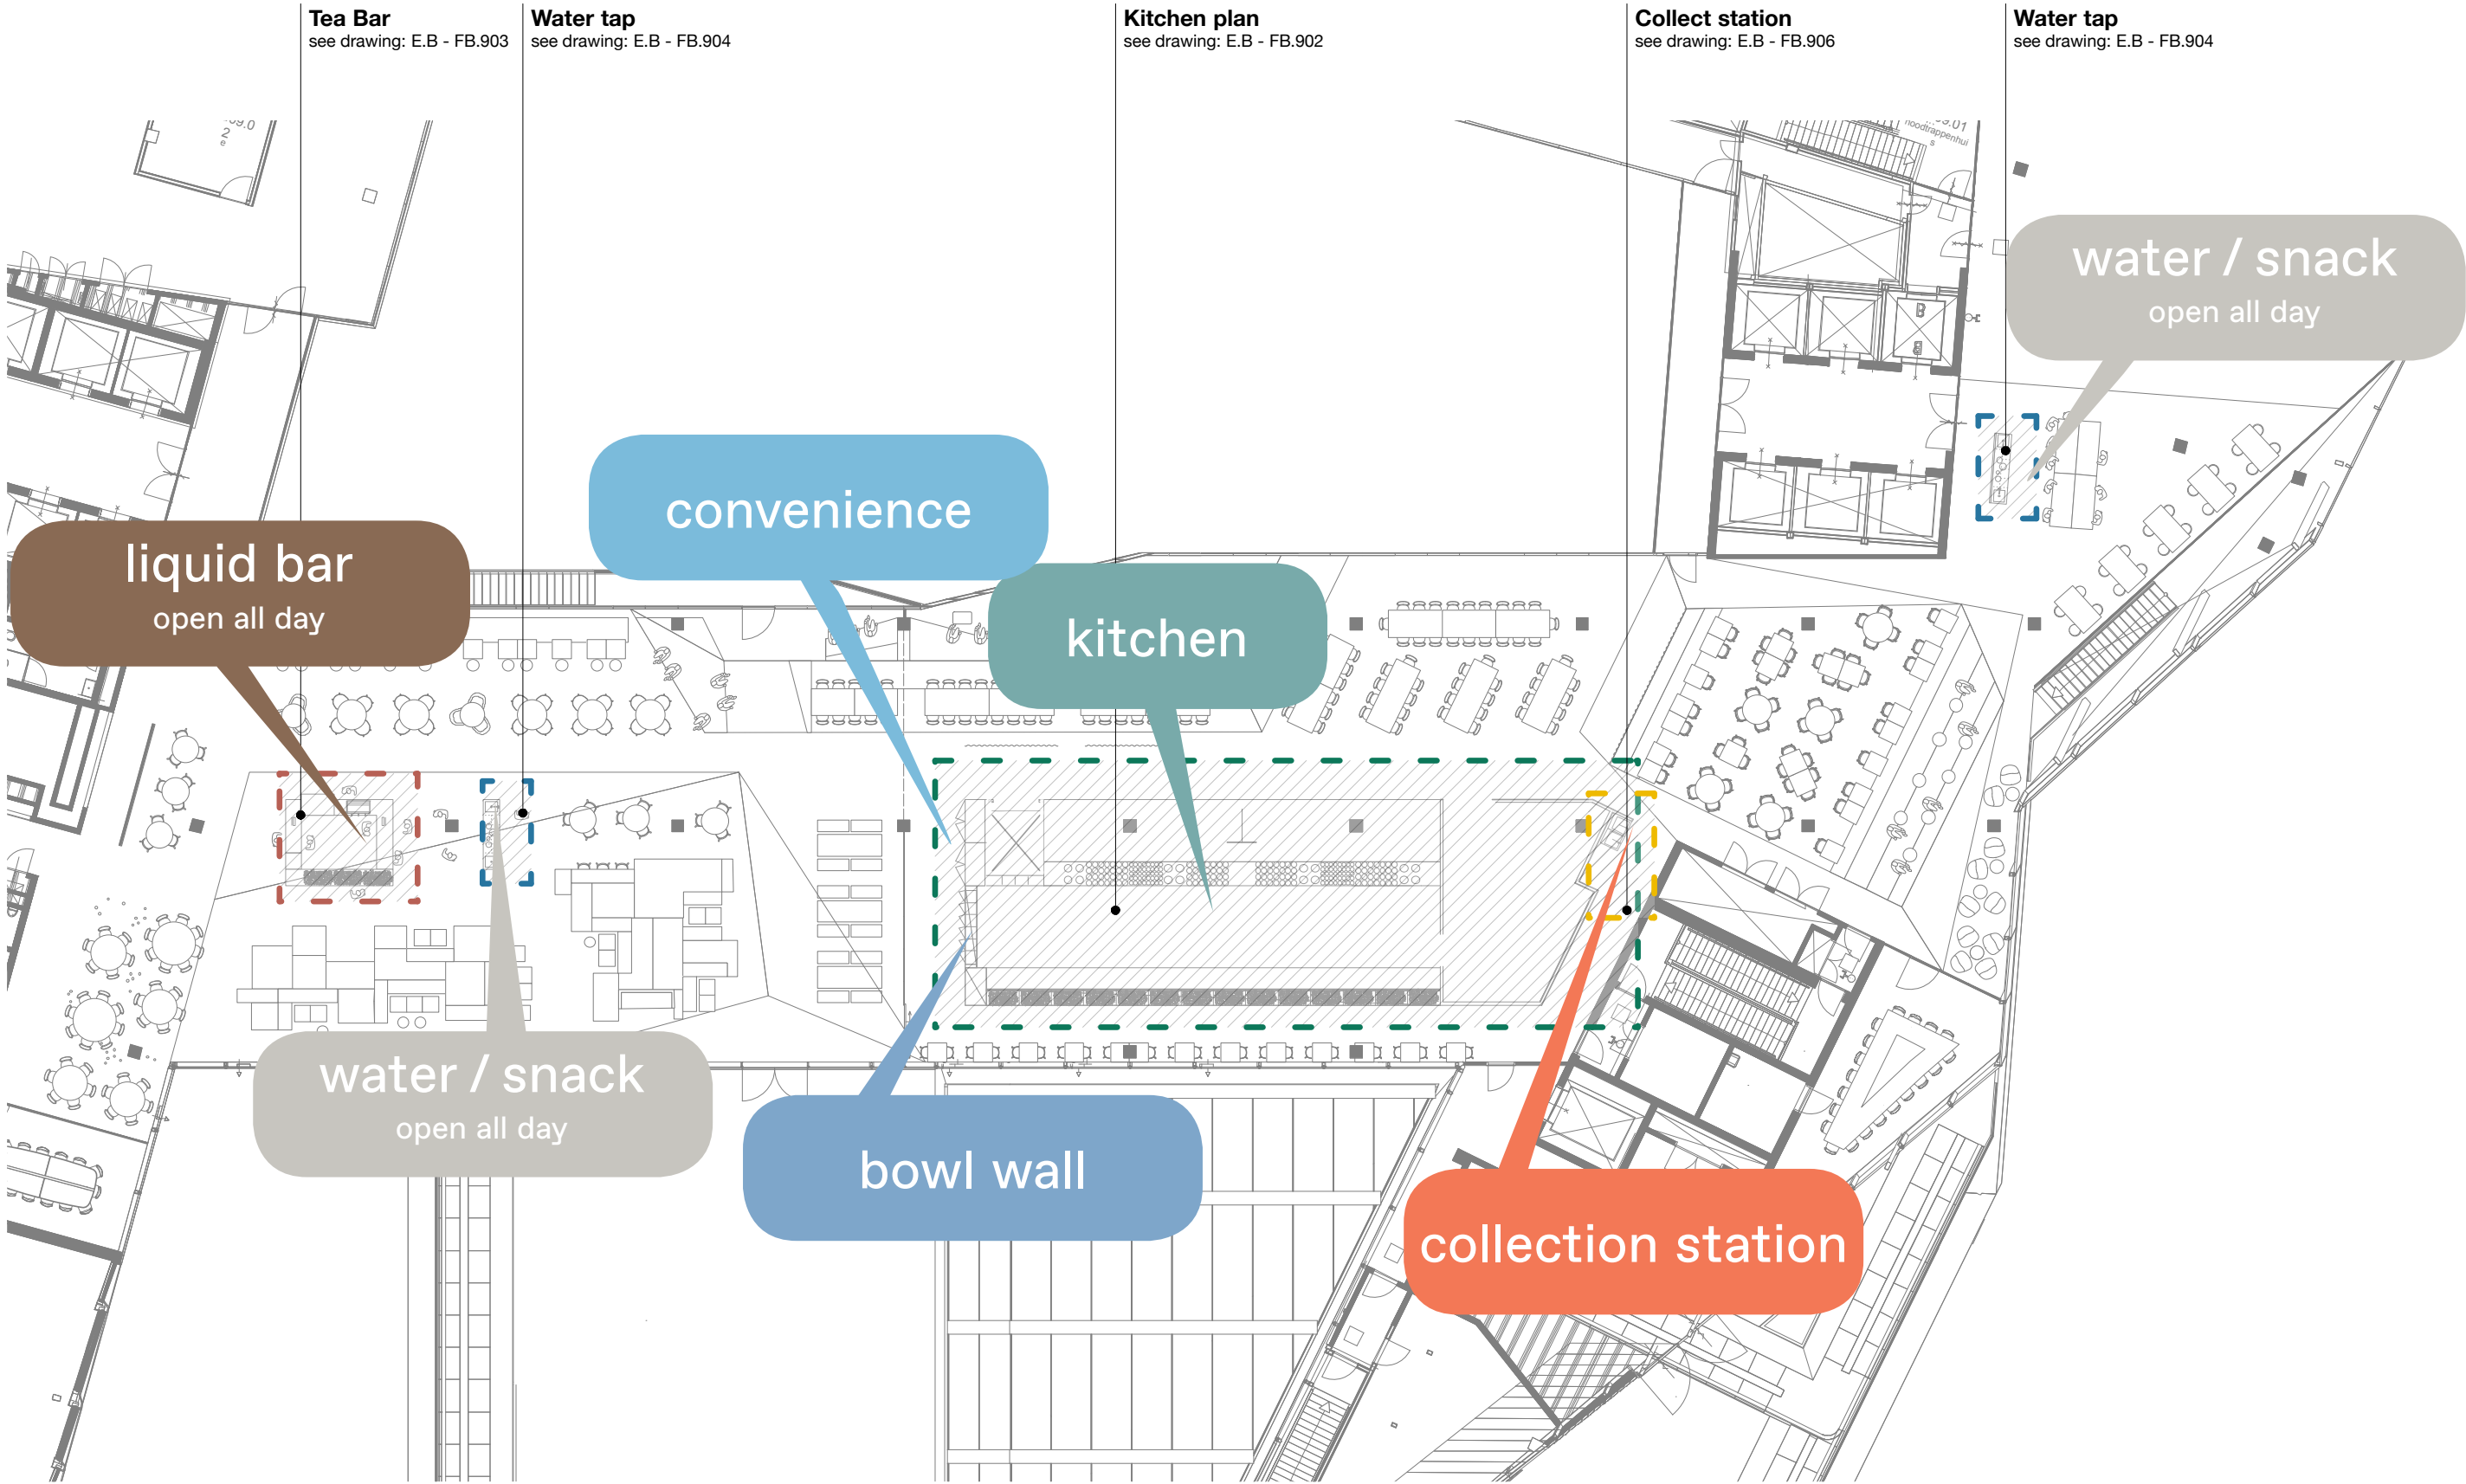 Tea Bar
see drawing: E.B - FB.903
Water tap
see drawing: E.B - FB.904
Kitchen plan
see drawing: E.B - FB.902
Collect station
see drawing: E.B - FB.906
Water tap
see drawing: E.B - FB.904
2
e
noodtrappenhui
s
water / snack
open all day
B
convenience
liquid bar
open all day
kitchen
water / snack
open all day
bowl wall
collection station